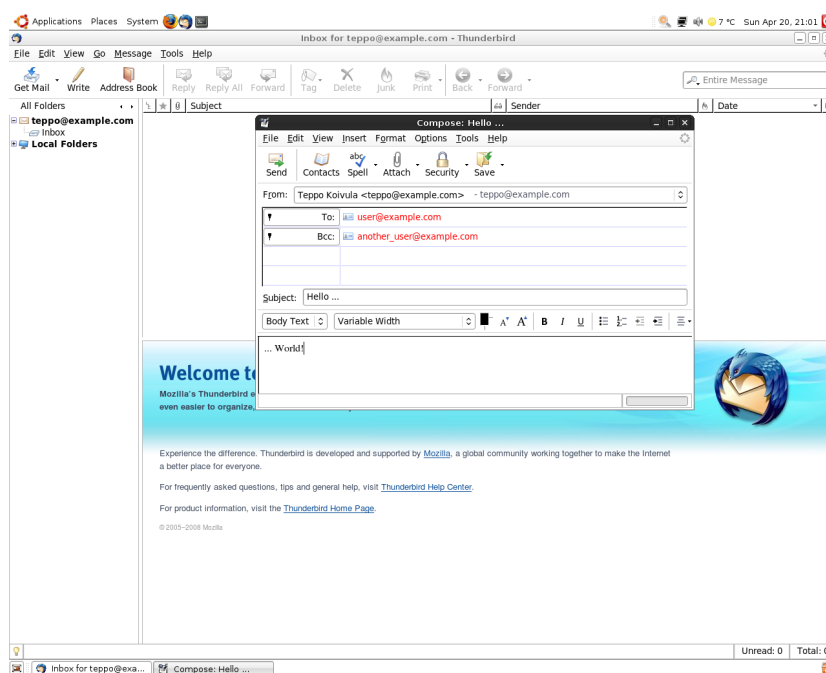 Applications Places System 7 °C Sun Apr 20, 21:01
Inbox for teppo@example.com - Thunderbird
File Edit View Go Message Tools Help
Get Mail Write Address Book Reply Reply All Forward Tag Delete Junk Print Back Forward Entire Message
All Folders Subject Sender Date
teppo@example.com
Inbox
Local Folders
Compose: Hello ...
File Edit View Insert Format Options Tools Help
Send Contacts Spell Attach Security Save
From: Teppo Koivula <teppo@example.com> - teppo@example.com
To: user@example.com
Bcc: another_user@example.com
Subject: Hello ...
Body Text Variable Width A A B I U
... World!
Welcome to
Mozilla's Thunderbird e
even easier to organize,
Experience the difference. Thunderbird is developed and supported by Mozilla, a global community working together to make the Internet
a better place for everyone.
For frequently asked questions, tips and general help, visit Thunderbird Help Center.
For product information, visit the Thunderbird Home Page.
© 2005–2008 Mozilla
Unread: 0 Total: 0
Inbox for teppo@exa... Compose: Hello ...